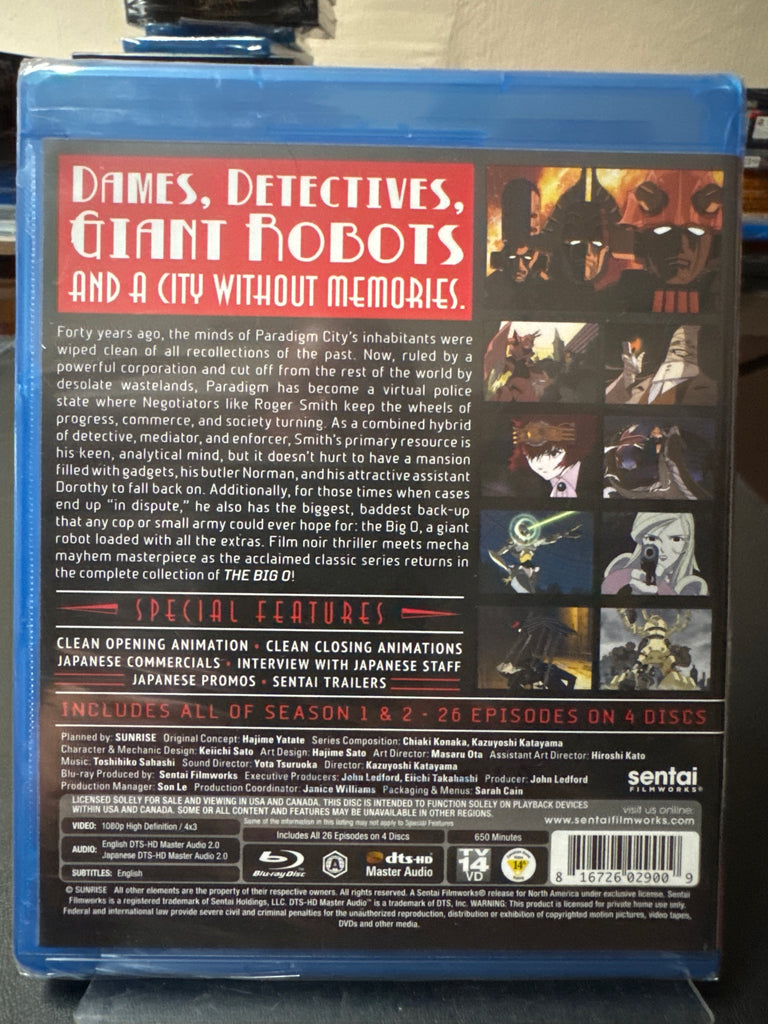 DAMES, DETECTIVES,
GIANT ROBOTS
AND A CITY WITHOUT MEMORIES.
Forty years ago, the minds of Paradigm City's inhabitants were
wiped clean of all recollections of the past. Now, ruled by a
powerful corporation and cut off from the rest of the world by
desolate wastelands, Paradigm has become a virtual police
state where Negotiators like Roger Smith keep the wheels of
progress, commerce, and society turning. As a combined hybrid
of detective, mediator, and enforcer, Smith's primary resource is
his keen, analytical mind, but it doesn't hurt to have a mansion
filled with gadgets, his butler Norman, and his attractive assistant
Dorothy to fall back on. Additionally, for those times when cases
end up "in dispute," he also has the biggest, baddest back-up
that any cop or small army could ever hope for: the Big O, a giant
robot loaded with all the extras. Film noir thriller meets mecha
mayhem masterpiece as the acclaimed classic series returns in
the complete collection of THE BIG O!
SPECIAL FEATURES
CLEAN OPENING ANIMATION • CLEAN CLOSING ANIMATIONS
JAPANESE COMMERCIALS • INTERVIEW WITH JAPANESE STAFF
JAPANESE PROMOS • SENTAI TRAILERS
INCLUDES ALL OF SEASON 1 & 2 - 26 EPISODES ON 4 DISCS
Planned by: SUNRISE Original Concept: Hajime Yatate Series Composition: Chiaki Konaka, Kazuyoshi Katayama
Character & Mechanic Design: Keiichi Sato Art Design: Hajime Sato Art Director: Masaru Ota Assistant Art Director: Hiroshi Kato
Music: Toshihiko Sahashi Sound Director: Yota Tsuruoka Director: Kazuyoshi Katayama
Blu-ray Produced by: Sentai Filmworks Executive Producers: John Ledford, Eiichi Takahashi Producer: John Ledford
Production Manager: Son Le Production Coordinator: Janice Williams Packaging & Menus: Sarah Cain
sentai
FILMWORKS®
LICENSED SOLELY FOR SALE AND VIEWING IN USA AND CANADA. THIS DISC IS INTENDED TO FUNCTION SOLELY ON PLAYBACK DEVICES
WITHIN USA AND CANADA. SOME OR ALL CONTENT AND FEATURES MAY BE UNAVAILABLE IN OTHER REGIONS.
Some of the information in this listing may not apply to Special Features
visit us online:
www.sentaifilmworks.com
VIDEO: 1080p High Definition / 4x3
AUDIO: English DTS-HD Master Audio 2.0
Japanese DTS-HD Master Audio 2.0
SUBTITLES: English
Includes All 26 Episodes on 4 Discs
650 Minutes
Blu-ray Disc
A
dts-HD
Master Audio
TV
14
VD
14
8 16726 02900 9
© SUNRISE All other elements are the property of their respective owners. All rights reserved. A Sentai Filmworks® release for North America under exclusive license. Sentai
Filmworks is a registered trademark of Sentai Holdings, LLC. DTS-HD Master Audio™ is a trademark of DTS, Inc. WARNING: This product is licensed for private home use only.
Federal and international law provide severe civil and criminal penalties for the unauthorized reproduction, distribution or exhibition of copyrighted motion pictures, video tapes,
DVDs and other media.